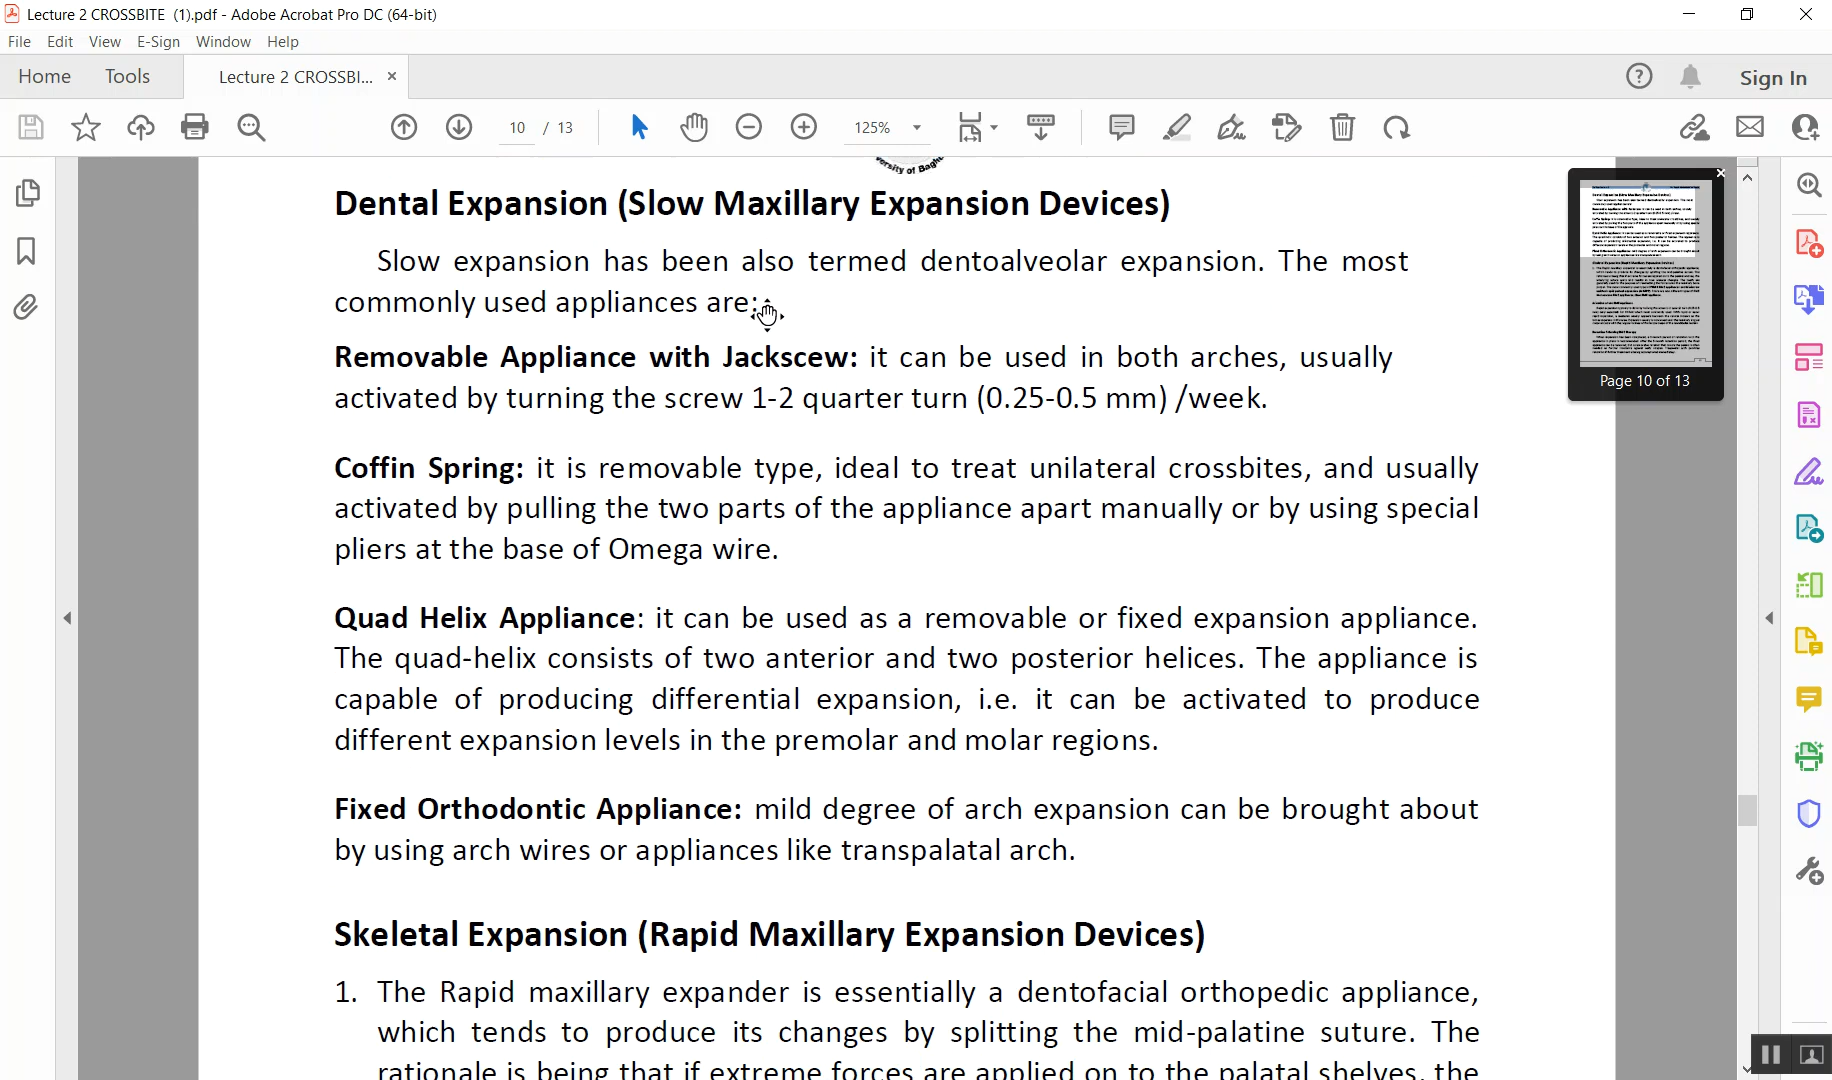 Lecture 2 CROSSBITE  (1).pdf - Adobe Acrobat Pro DC (64-bit)
File Edit View E-Sign Window Help
Home Tools Lecture 2 CROSSBI... × Sign In
10 / 13 125%
Dental Expansion (Slow Maxillary Expansion Devices)
Slow expansion has been also termed dentoalveolar expansion. The most
commonly used appliances are:
Removable Appliance with Jackscew: it can be used in both arches, usually
activated by turning the screw 1-2 quarter turn (0.25-0.5 mm) /week.
Coffin Spring: it is removable type, ideal to treat unilateral crossbites, and usually
activated by pulling the two parts of the appliance apart manually or by using special
pliers at the base of Omega wire.
Quad Helix Appliance: it can be used as a removable or fixed expansion appliance.
The quad-helix consists of two anterior and two posterior helices. The appliance is
capable of producing differential expansion, i.e. it can be activated to produce
different expansion levels in the premolar and molar regions.
Fixed Orthodontic Appliance: mild degree of arch expansion can be brought about
by using arch wires or appliances like transpalatal arch.
Skeletal Expansion (Rapid Maxillary Expansion Devices)
1. The Rapid maxillary expander is essentially a dentofacial orthopedic appliance,
which tends to produce its changes by splitting the mid-palatine suture. The
rationale is being that if extreme forces are applied on to the palatal shelves, the
Page 10 of 13